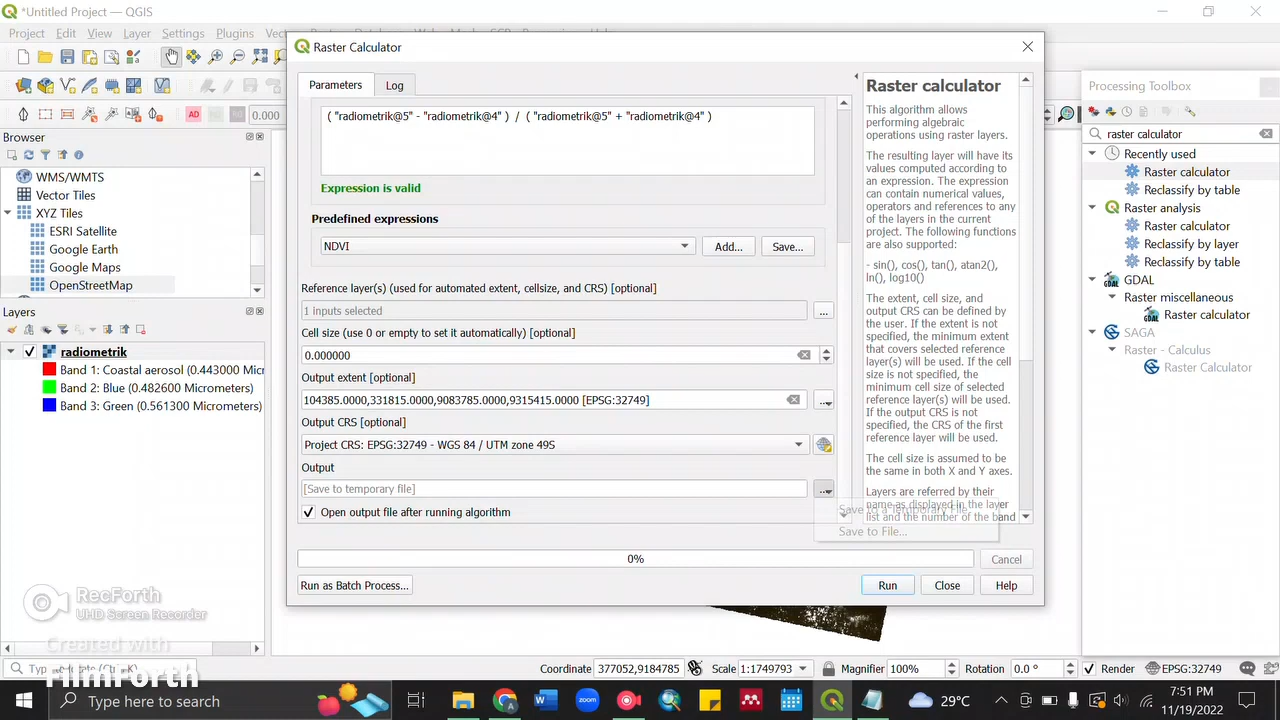 *Untitled Project — QGIS
Project Edit View Layer Settings Plugins
0.000
Browser
WMS/WMTS
Vector Tiles
XYZ Tiles
ESRI Satellite
Google Earth
Google Maps
OpenStreetMap
Layers
radiometrik
Band 1: Coastal aerosol (0.443000 Micr
Band 2: Blue (0.482600 Micrometers)
Band 3: Green (0.561300 Micrometers)
Raster Calculator
Parameters
Log
( "radiometrik@5" - "radiometrik@4" ) / ( "radiometrik@5" + "radiometrik@4" )
Expression is valid
Predefined expressions
NDVI
Add...
Save...
Reference layer(s) (used for automated extent, cellsize, and CRS) [optional]
1 inputs selected
...
Cell size (use 0 or empty to set it automatically) [optional]
0.000000
Output extent [optional]
104385.0000,331815.0000,9083785.0000,9315415.0000 [EPSG:32749]
Output CRS [optional]
Project CRS: EPSG:32749 - WGS 84 / UTM zone 49S
Output
[Save to temporary file]
Open output file after running algorithm
Save to a Temporary File
Save to File...
0%
Cancel
Run as Batch Process...
Run
Close
Help
Raster calculator
This algorithm allows
performing algebraic
operations using raster layers.
The resulting layer will have its
values computed according to
an expression. The expression
can contain numerical values,
operators and references to any
of the layers in the current
project. The following functions
are also supported:
- sin(), cos(), tan(), atan2(),
ln(), log10()
The extent, cell size, and
output CRS can be defined by
the user. If the extent is not
specified, the minimum extent
that covers selected reference
layer(s) will be used. If the cell
size is not specified, the
minimum cell size of selected
reference layer(s) will be used.
If the output CRS is not
specified, the CRS of the first
reference layer will be used.
The cell size is assumed to be
the same in both X and Y axes.
Layers are referred by their
name as displayed in the layer
list and the number of the band
Processing Toolbox
raster calculator
Recently used
Raster calculator
Reclassify by table
Raster analysis
Raster calculator
Reclassify by layer
Reclassify by table
GDAL
Raster miscellaneous
Raster calculator
SAGA
Raster - Calculus
Raster Calculator
RecForth
UHD Screen Recorder
Created with
FilmForth
Coordinate 377052,9184785 Scale 1:1749793 Magnifier 100% Rotation 0.0 ° Render EPSG:32749
Type here to search
29°C
7:51 PM
11/19/2022